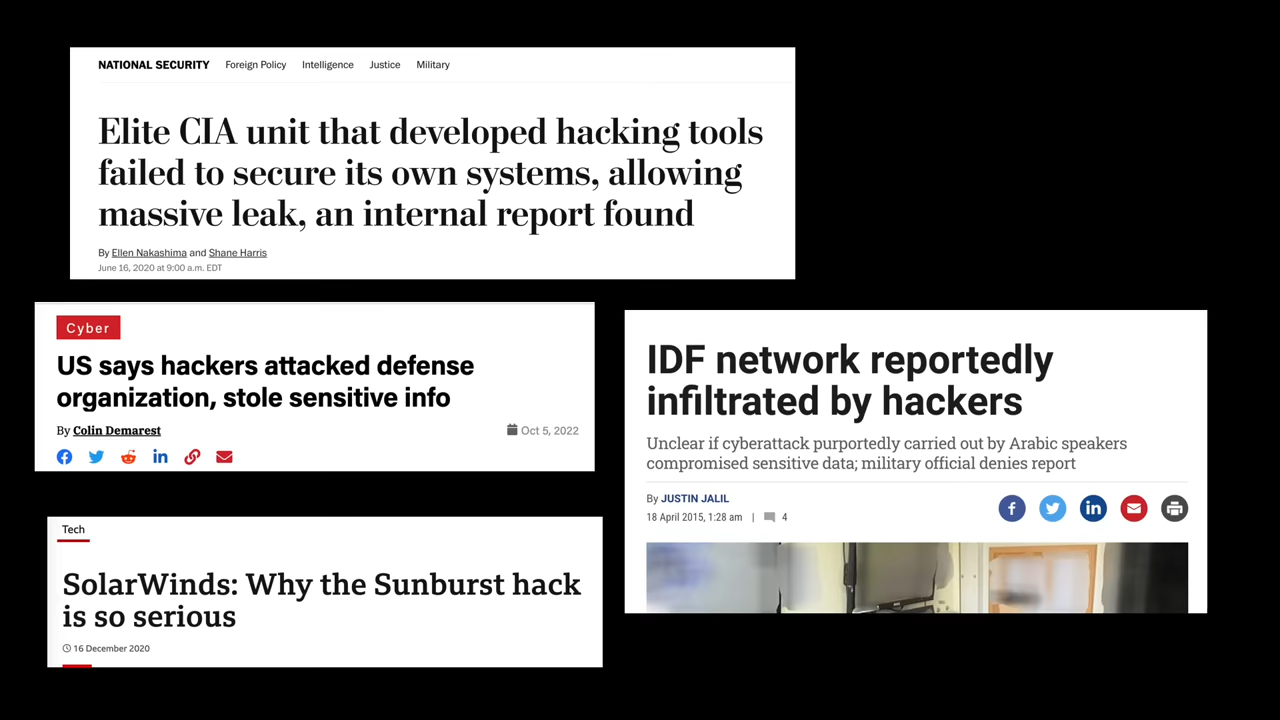 NATIONAL SECURITY Foreign Policy Intelligence Justice Military
Elite CIA unit that developed hacking tools
failed to secure its own systems, allowing
massive leak, an internal report found
By Ellen Nakashima and Shane Harris
June 16, 2020 at 9:00 a.m. EDT
Cyber
US says hackers attacked defense
organization, stole sensitive info
By Colin Demarest
Oct 5, 2022
Tech
SolarWinds: Why the Sunburst hack
is so serious
16 December 2020
IDF network reportedly
infiltrated by hackers
Unclear if cyberattack purportedly carried out by Arabic speakers
compromised sensitive data; military official denies report
By JUSTIN JALIL
18 April 2015, 1:28 am | 4